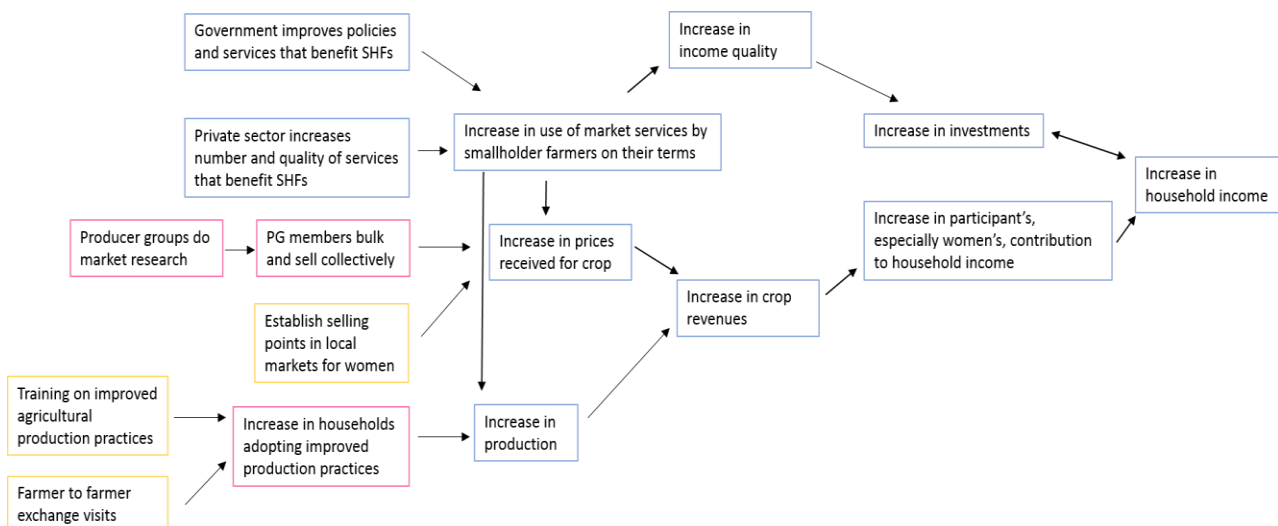 Government improves policies
and services that benefit SHFs
Increase in
income quality
Private sector increases
number and quality of services
that benefit SHFs
Increase in use of market services by
smallholder farmers on their terms
Increase in investments
Increase in
household income
Producer groups do
market research
PG members bulk
and sell collectively
Increase in prices
received for crop
Increase in participant’s,
especially women’s, contribution
to household income
Establish selling
points in local
markets for women
Increase in crop
revenues
Training on improved
agricultural
production practices
Increase in households
adopting improved
production practices
Increase in
production
Farmer to farmer
exchange visits